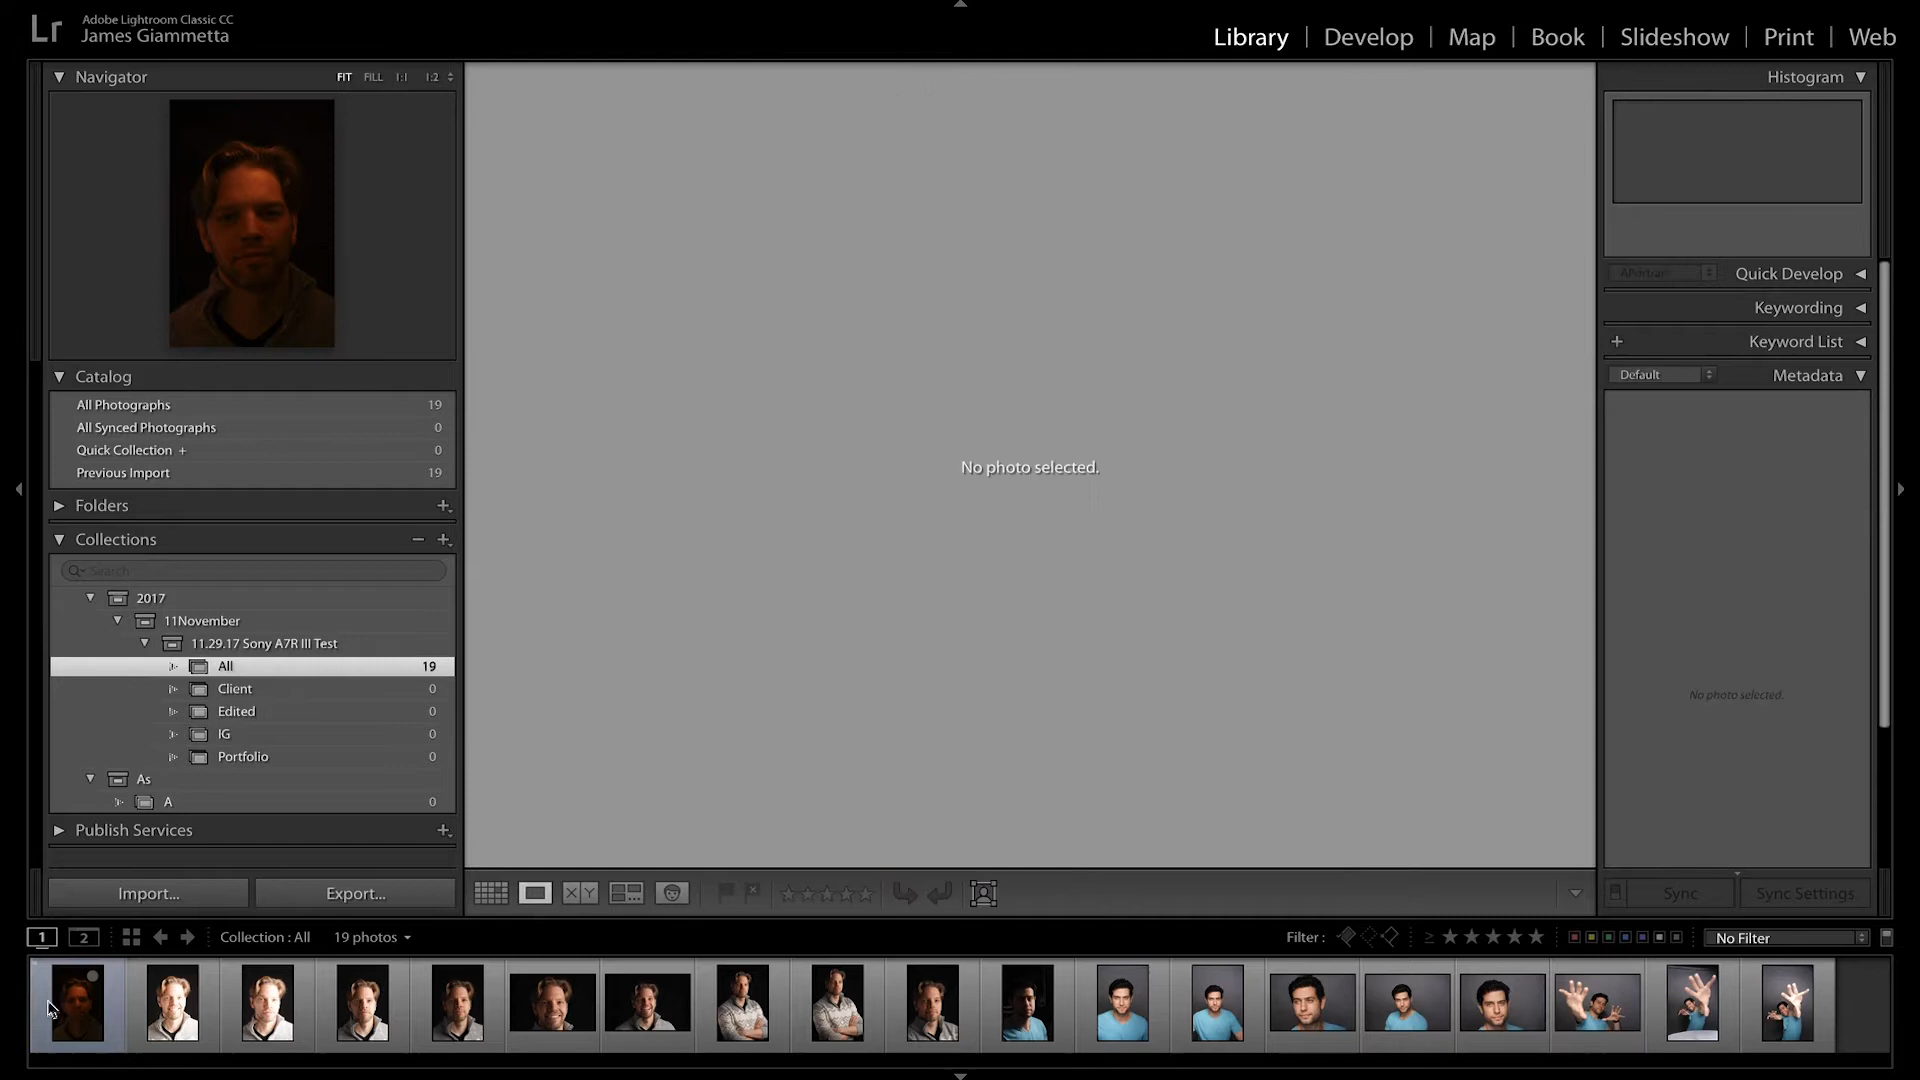 Lr
Adobe Lightroom Classic CC
James Giammetta
Library | Develop | Map | Book | Slideshow | Print | Web
Navigator FIT FILL 1:1 1:2
Histogram
Quick Develop
Keywording
+ Keyword List
Default Metadata
Catalog
All Photographs 19
All Synced Photographs 0
Quick Collection + 0
Previous Import 19
Folders +
Collections − +
Search
2017
11November
11.29.17 Sony A7R III Test
All 19
Client 0
Edited 0
IG 0
Portfolio 0
As
A 0
Publish Services +
Import... Export...
No photo selected.
No photo selected.
X Y
Sync Sync Settings
1 2 Collection : All 19 photos Filter : ≥ No Filter